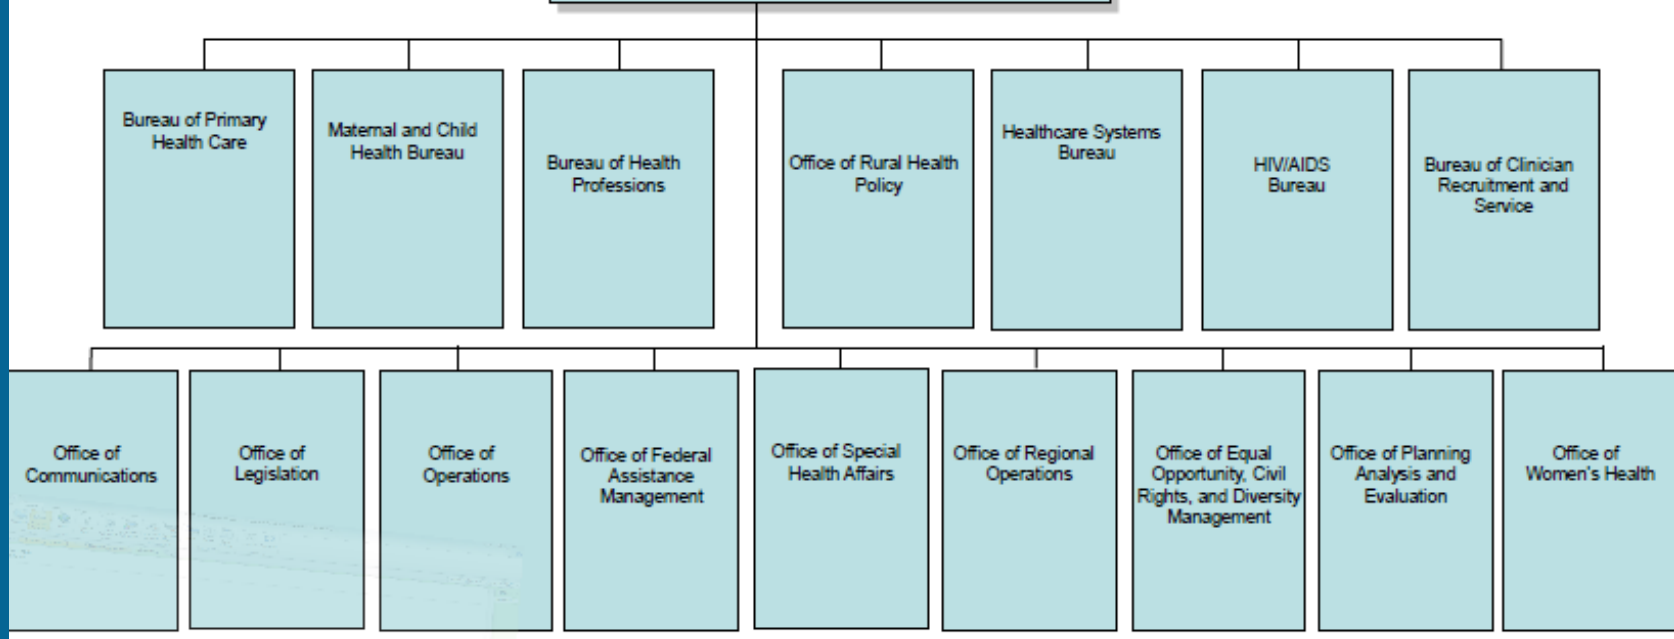 Bureau of Primary
Health Care
Maternal and Child
Health Bureau
Bureau of Health
Professions
Office of Rural Health
Policy
Healthcare Systems
Bureau
HIV/AIDS
Bureau
Bureau of Clinician
Recruitment and
Service
Office of
Communications
Office of
Legislation
Office of
Operations
Office of Federal
Assistance
Management
Office of Special
Health Affairs
Office of Regional
Operations
Office of Equal
Opportunity, Civil
Rights, and Diversity
Management
Office of Planning
Analysis and
Evaluation
Office of
Women's Health